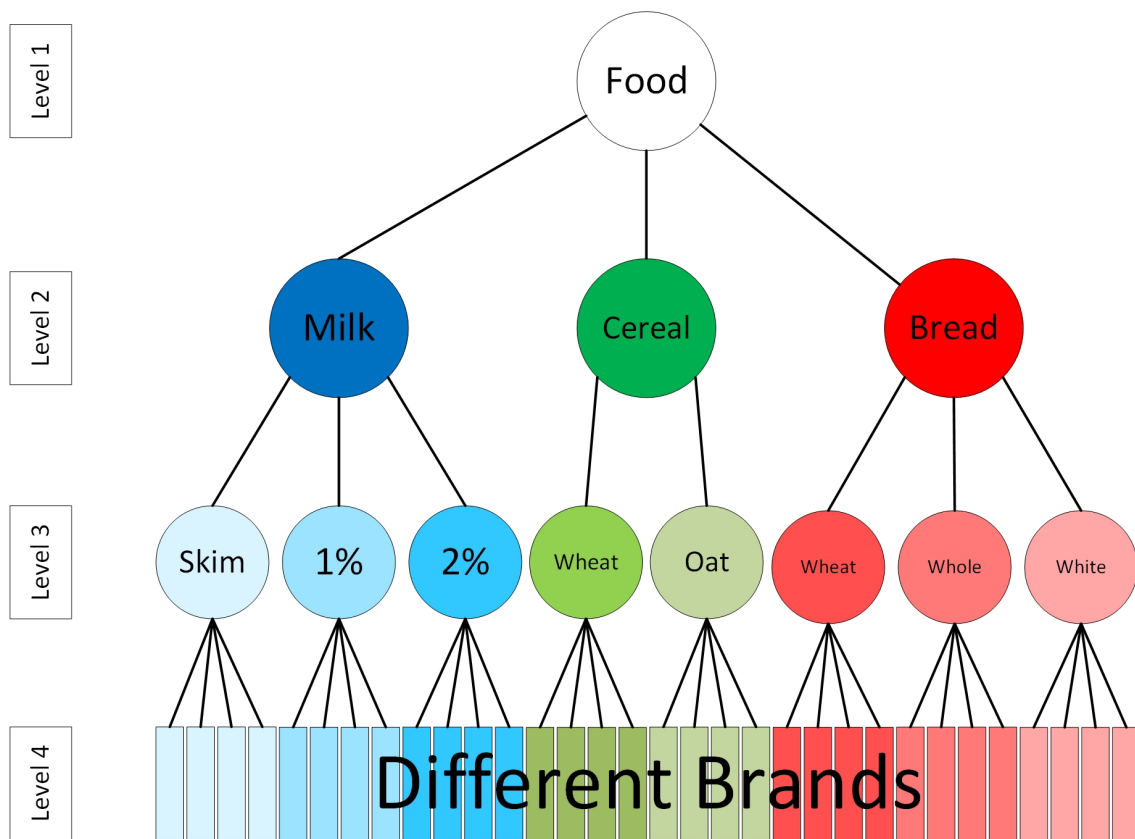 Level 1
Food
Level 2
Milk
Cereal
Bread
Level 3
Skim
1%
2%
Wheat
Oat
Wheat
Whole
White
Level 4
Different Brands